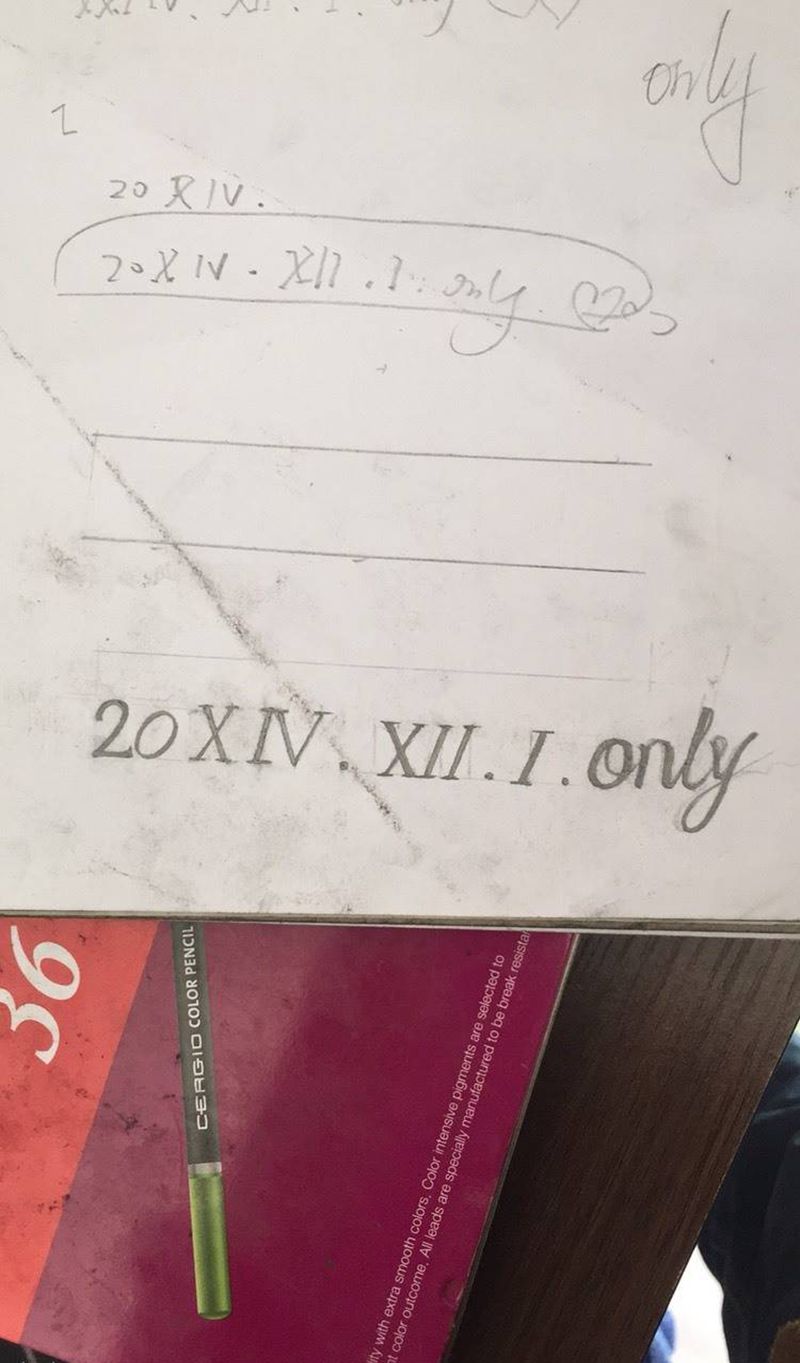 only
20 XIV.
20XIV. XII. I. only.
20XIV. XII. I. only
36
CERGIO COLOR PENCIL
ity with extra smooth colors. Color intensive pigments are selected to
t color outcome. All leads are specially manufactured to be break resistan